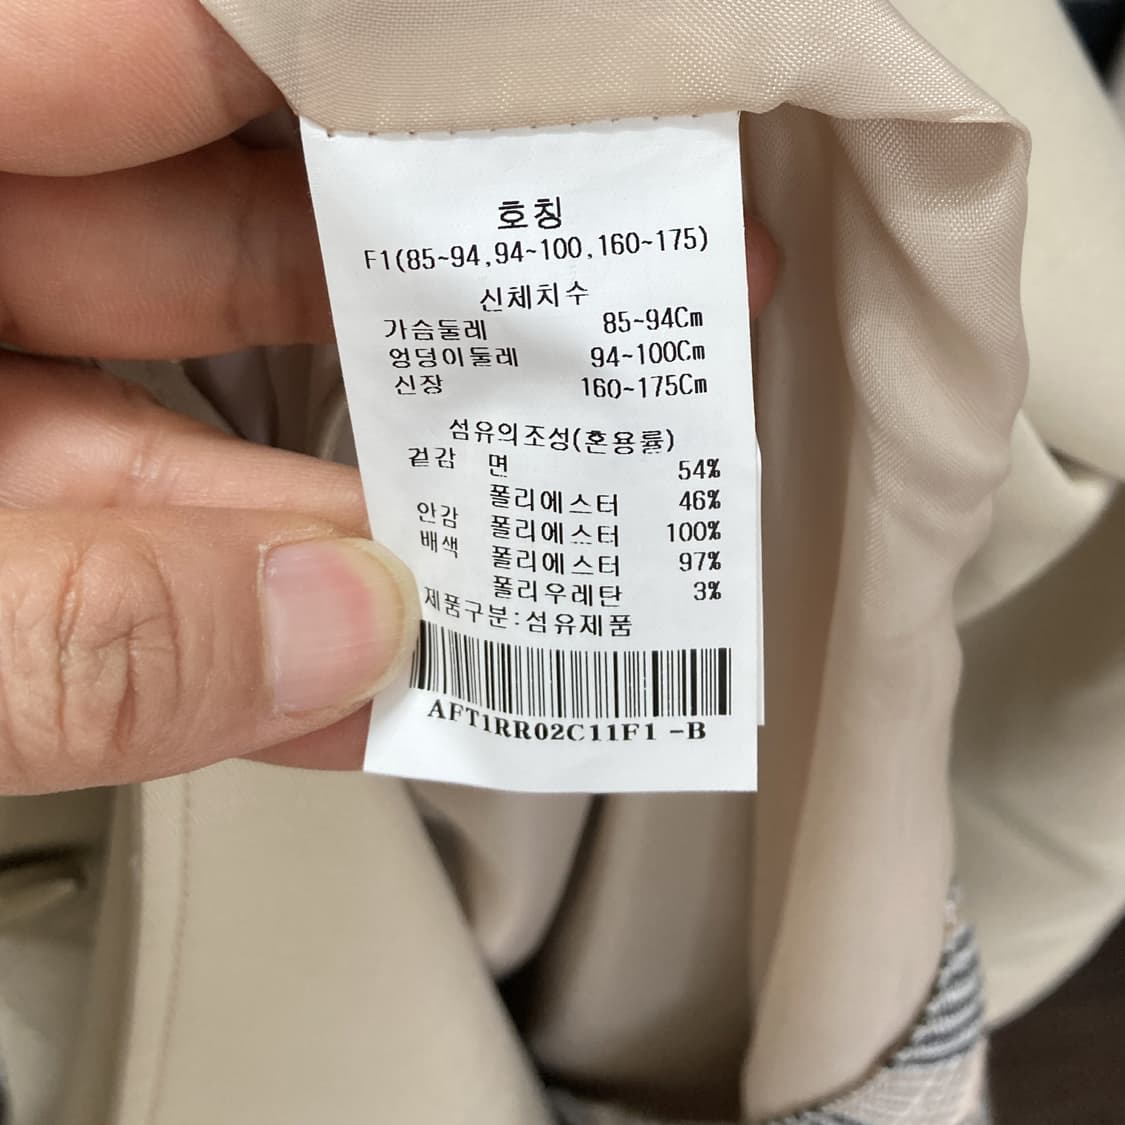 호칭
F1(85~94,94~100,160~175)
신체치수
가슴둘레 85~94Cm
엉덩이둘레 94~100Cm
신장 160~175Cm
섬유의조성(혼용률)
겉감 면 54%
폴리에스터 46%
안감 폴리에스터 100%
배색 폴리에스터 97%
폴리우레탄 3%
제품구분:섬유제품
AFT1RR02C11F1 -B